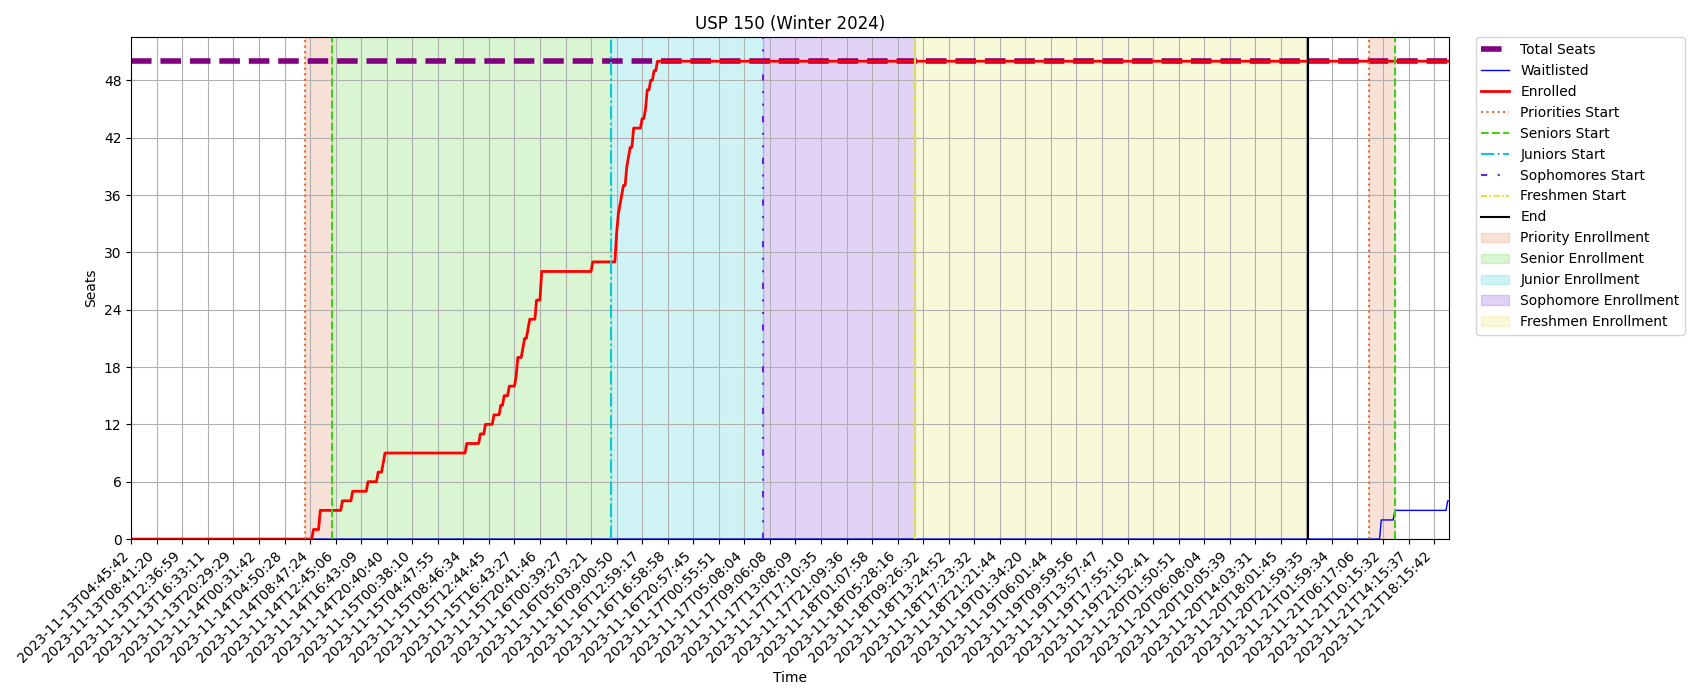 USP 150 (Winter 2024)
Total Seats
Waitlisted
Enrolled
Priorities Start
Seniors Start
Juniors Start
Sophomores Start
Freshmen Start
End
Priority Enrollment
Senior Enrollment
Junior Enrollment
Sophomore Enrollment
Freshmen Enrollment
Seats
48
42
36
30
24
18
12
6
0
2023-11-13T04:45:42
2023-11-13T08:41:20
2023-11-13T12:36:59
2023-11-13T16:33:11
2023-11-13T20:29:29
2023-11-14T00:31:42
2023-11-14T04:50:28
2023-11-14T08:47:24
2023-11-14T12:45:06
2023-11-14T16:43:09
2023-11-14T20:40:40
2023-11-15T00:38:10
2023-11-15T04:47:55
2023-11-15T08:46:34
2023-11-15T12:44:45
2023-11-15T16:43:27
2023-11-15T20:41:46
2023-11-16T00:39:27
2023-11-16T05:03:21
2023-11-16T09:00:50
2023-11-16T12:59:17
2023-11-16T16:58:58
2023-11-16T20:57:45
2023-11-17T00:55:51
2023-11-17T05:08:04
2023-11-17T09:06:08
2023-11-17T13:08:09
2023-11-17T17:10:35
2023-11-17T21:09:36
2023-11-18T01:07:58
2023-11-18T05:28:16
2023-11-18T09:26:32
2023-11-18T13:24:52
2023-11-18T17:23:32
2023-11-18T21:21:44
2023-11-19T01:34:20
2023-11-19T06:01:44
2023-11-19T09:59:56
2023-11-19T13:57:47
2023-11-19T17:55:10
2023-11-19T21:52:41
2023-11-20T01:50:51
2023-11-20T06:08:04
2023-11-20T10:05:39
2023-11-20T14:03:31
2023-11-20T18:01:45
2023-11-20T21:59:35
2023-11-21T01:59:34
2023-11-21T06:17:06
2023-11-21T10:15:32
2023-11-21T14:15:37
2023-11-21T18:15:42
Time